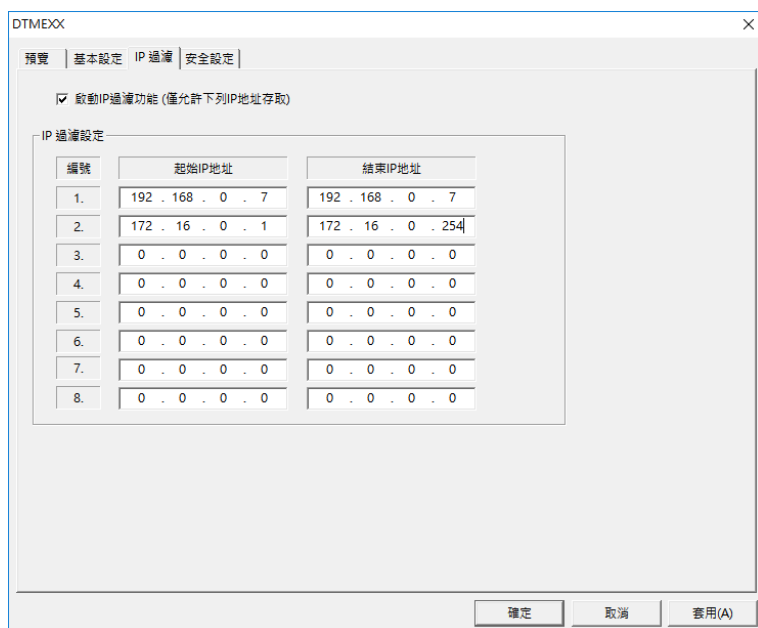 DTMEXX
預覽 基本設定 IP 過濾 安全設定
啟動IP過濾功能 (僅允許下列IP地址存取)
IP 過濾設定
編號 起始IP地址 結束IP地址
1. 192 . 168 . 0 . 7 192 . 168 . 0 . 7
2. 172 . 16 . 0 . 1 172 . 16 . 0 . 254
3. 0 . 0 . 0 . 0 0 . 0 . 0 . 0
4. 0 . 0 . 0 . 0 0 . 0 . 0 . 0
5. 0 . 0 . 0 . 0 0 . 0 . 0 . 0
6. 0 . 0 . 0 . 0 0 . 0 . 0 . 0
7. 0 . 0 . 0 . 0 0 . 0 . 0 . 0
8. 0 . 0 . 0 . 0 0 . 0 . 0 . 0
確定 取消 套用(A)